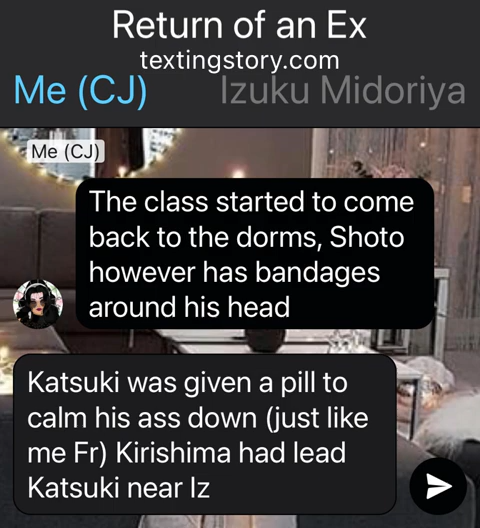 Return of an Ex
textingstory.com
Me (CJ) Izuku Midoriya
Me (CJ)
The class started to come
back to the dorms, Shoto
however has bandages
around his head
Katsuki was given a pill to
calm his ass down (just like
me Fr) Kirishima had lead
Katsuki near Iz